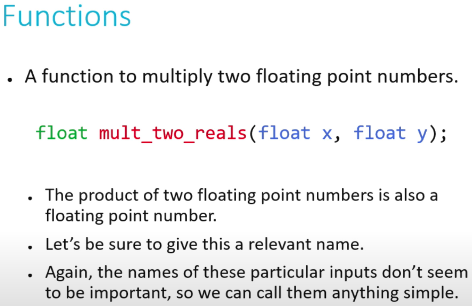 Functions
• A function to multiply two floating point numbers.
float mult_two_reals(float x, float y);
• The product of two floating point numbers is also a
floating point number.
• Let’s be sure to give this a relevant name.
• Again, the names of these particular inputs don’t seem
to be important, so we can call them anything simple.